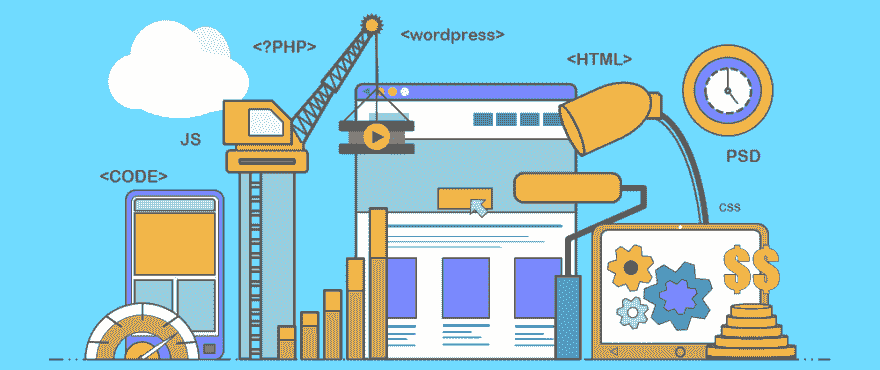 <?PHP>
<wordpress>
<HTML>
JS
PSD
<CODE>
CSS
$$